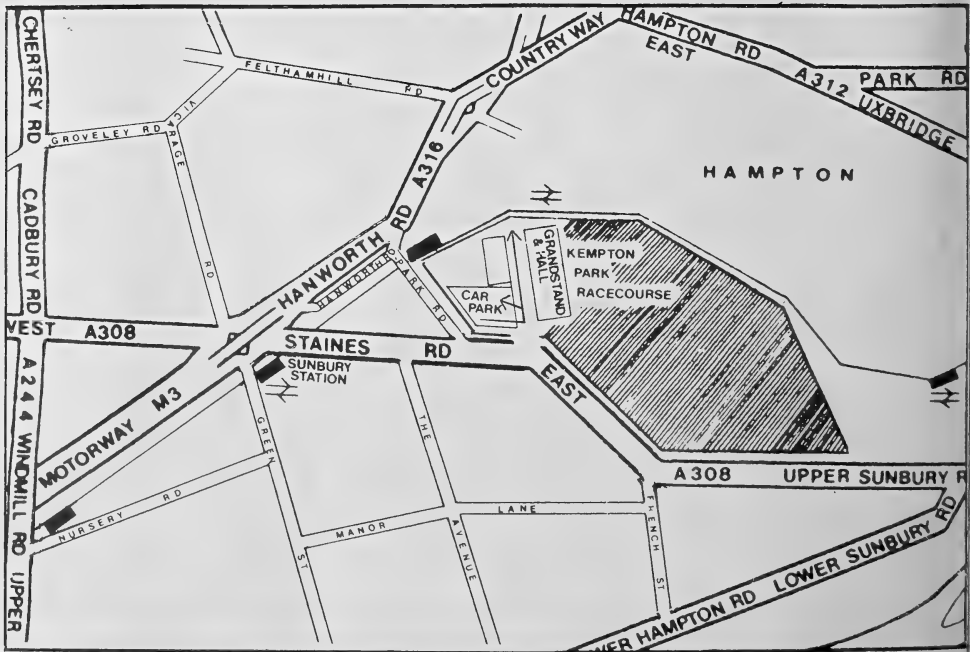 CHERTSEY RD
CADBURY RD
GROVELEY RD
VICARAGE
RD
FELTHAMHILL RD
COUNTRY WAY
HAMPTON RD
EAST
A312 UXBRIDGE
PARK RD
HAMPTON
RD A316
HANWORTH
HANWORTH RD
PARK RD
CAR
PARK
GRANDSTAND
& HALL
KEMPTON
PARK
RACECOURSE
WEST A308
STAINES RD
EAST
SUNBURY
STATION
MOTORWAY M3
A244 WINDMILL RD UPPER
NURSERY RD
GREEN
ST
THE
AVENUE
MANOR
LANE
FRENCH ST
A308 UPPER SUNBURY R
WER HAMPTON RD LOWER SUNBURY RD